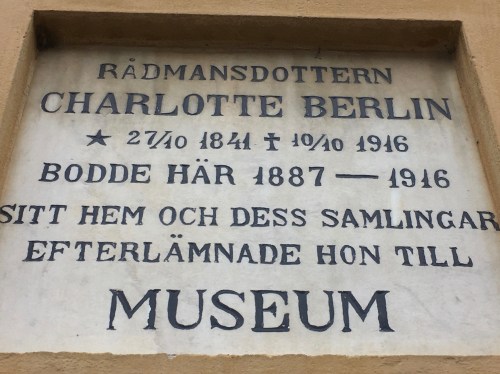 RÅDMANSDOTTERN
CHARLOTTE BERLIN
★ 27/10 1841 ✝ 10/10 1916
BODDE HÄR 1887 — 1916
SITT HEM OCH DESS SAMLINGAR
EFTERLÄMNADE HON TILL
MUSEUM